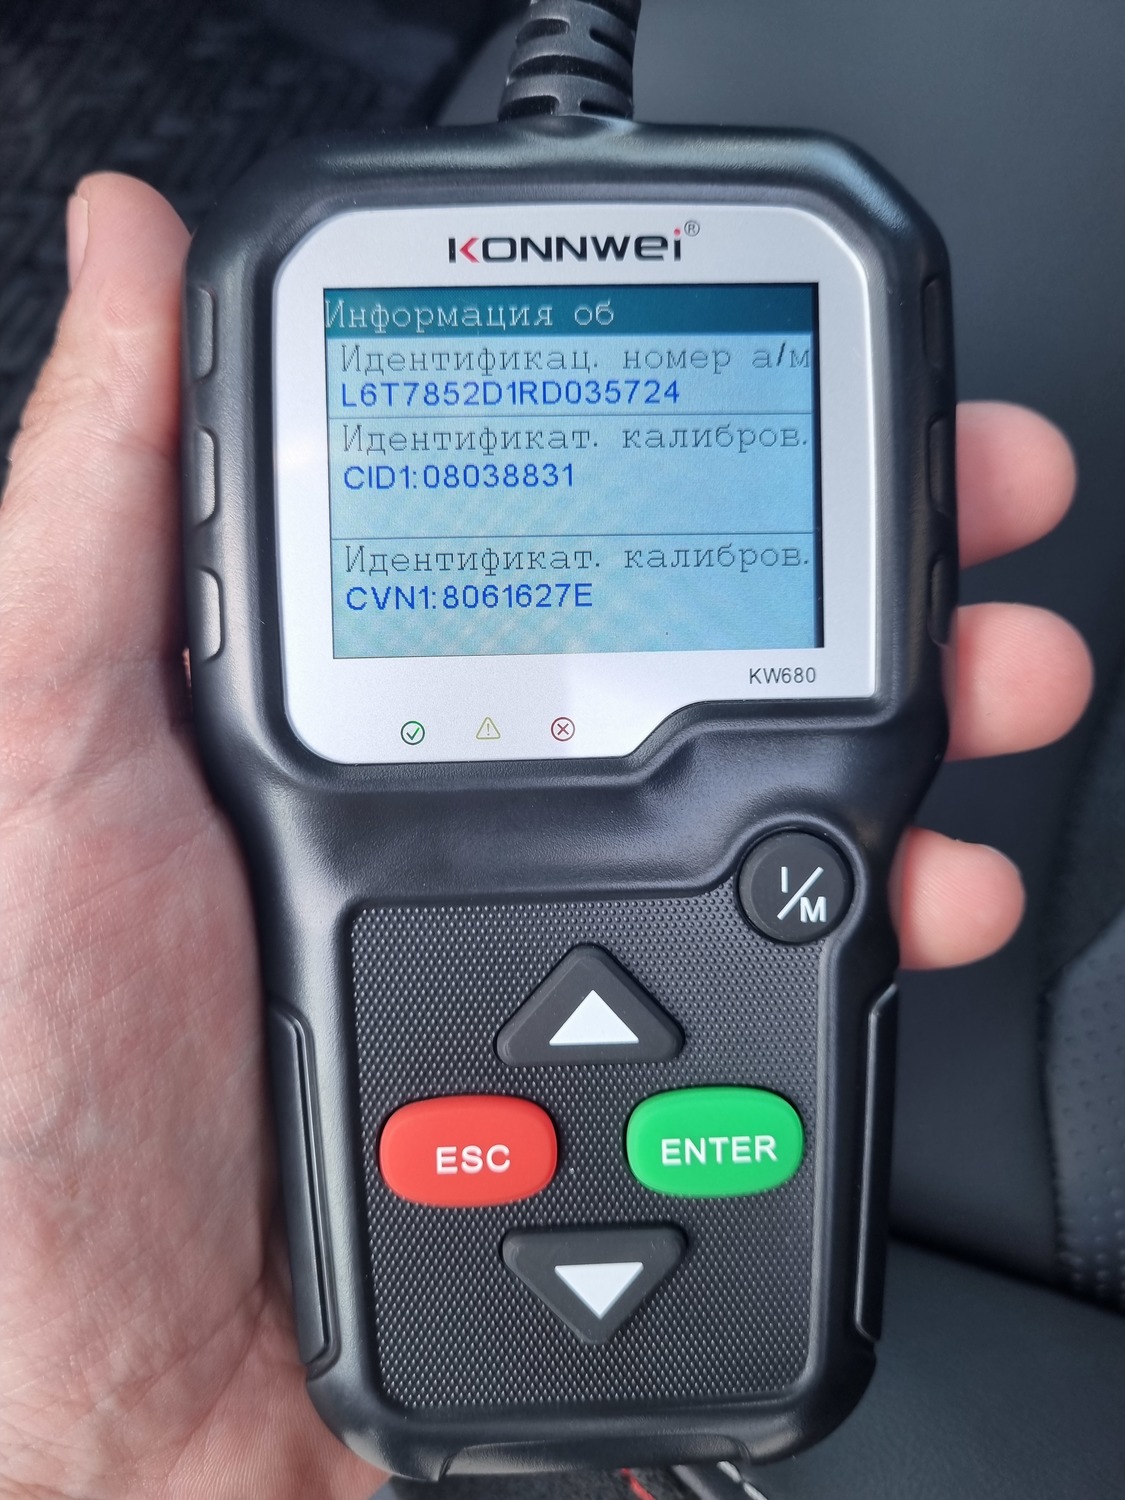 KONNWEI®
Информация об
Идентификац. номер а/м
L6T7852D1RD035724
Идентификат. калибров.
CID1:08038831
Идентификат. калибров.
CVN1:8061627E
KW680
I/M
ESC
ENTER